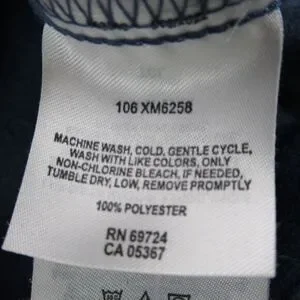 106 XM6258
MACHINE WASH, COLD, GENTLE CYCLE,
WASH WITH LIKE COLORS, ONLY
NON-CHLORINE BLEACH, IF NEEDED,
TUMBLE DRY, LOW, REMOVE PROMPTLY
100% POLYESTER
RN 69724
CA 05367